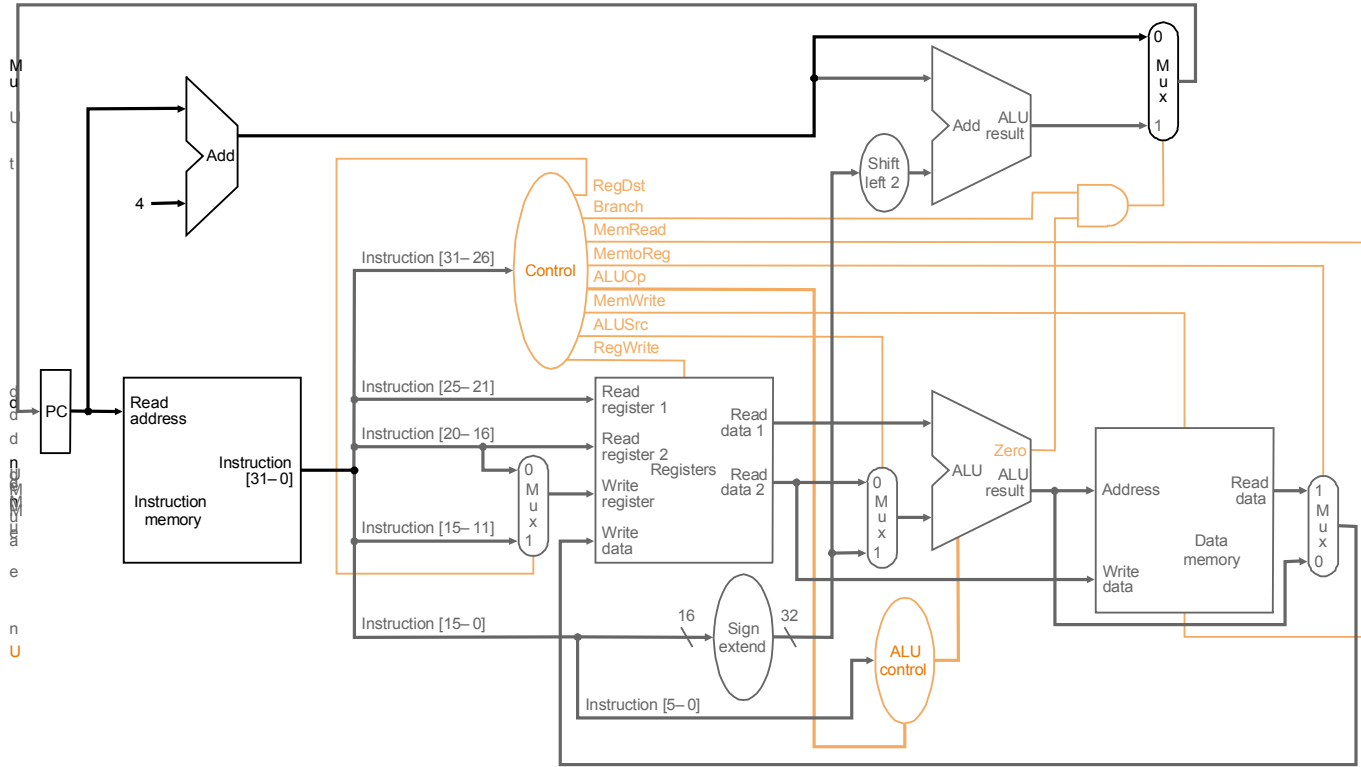 0
M
u
x
1
Add
ALU
result
Add
4
Shift
left 2
RegDst
Branch
MemRead
MemtoReg
ALUOp
MemWrite
ALUSrc
RegWrite
Control
Instruction [31–26]
Instruction [25–21]
Instruction [20–16]
Instruction [15–11]
Instruction [15–0]
Instruction [5–0]
PC
Read
address
Instruction
[31–0]
Instruction
memory
0
M
u
x
1
Read
register 1
Read
register 2
Write
register
Write
data
Registers
Read
data 1
Read
data 2
0
M
u
x
1
Zero
ALU
ALU
result
Address
Write
data
Read
data
Data
memory
1
M
u
x
0
16
Sign
extend
32
ALU
control
M
u
U
t
d
e
n
U